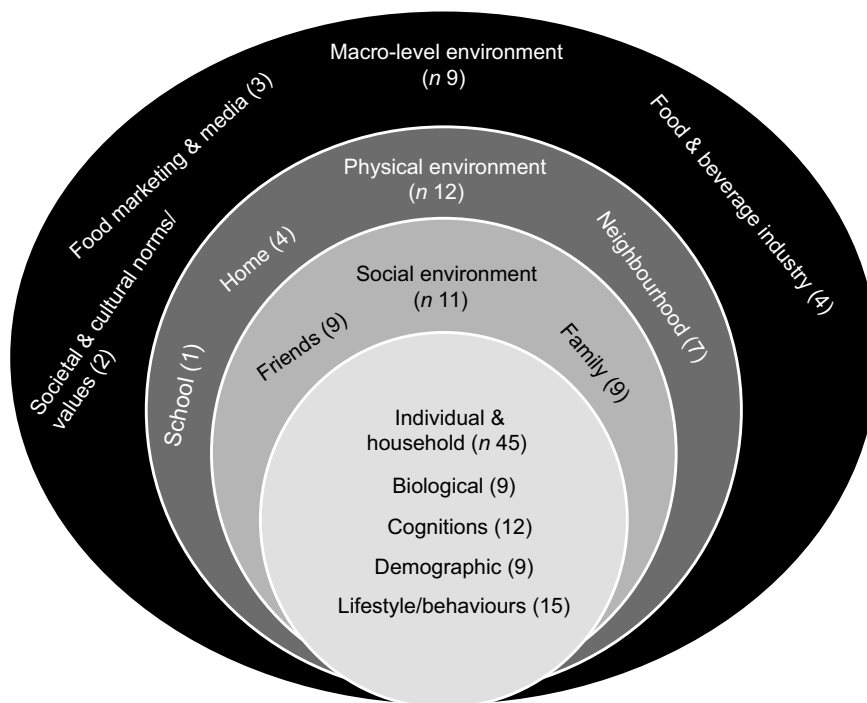 Macro-level environment
(n 9)
Food marketing & media (3)
Societal & cultural norms/
values (2)
Food & beverage industry (4)
Physical environment
(n 12)
Home (4)
School (1)
Neighbourhood (7)
Social environment
(n 11)
Friends (9)
Family (9)
Individual &
household (n 45)
Biological (9)
Cognitions (12)
Demographic (9)
Lifestyle/behaviours (15)